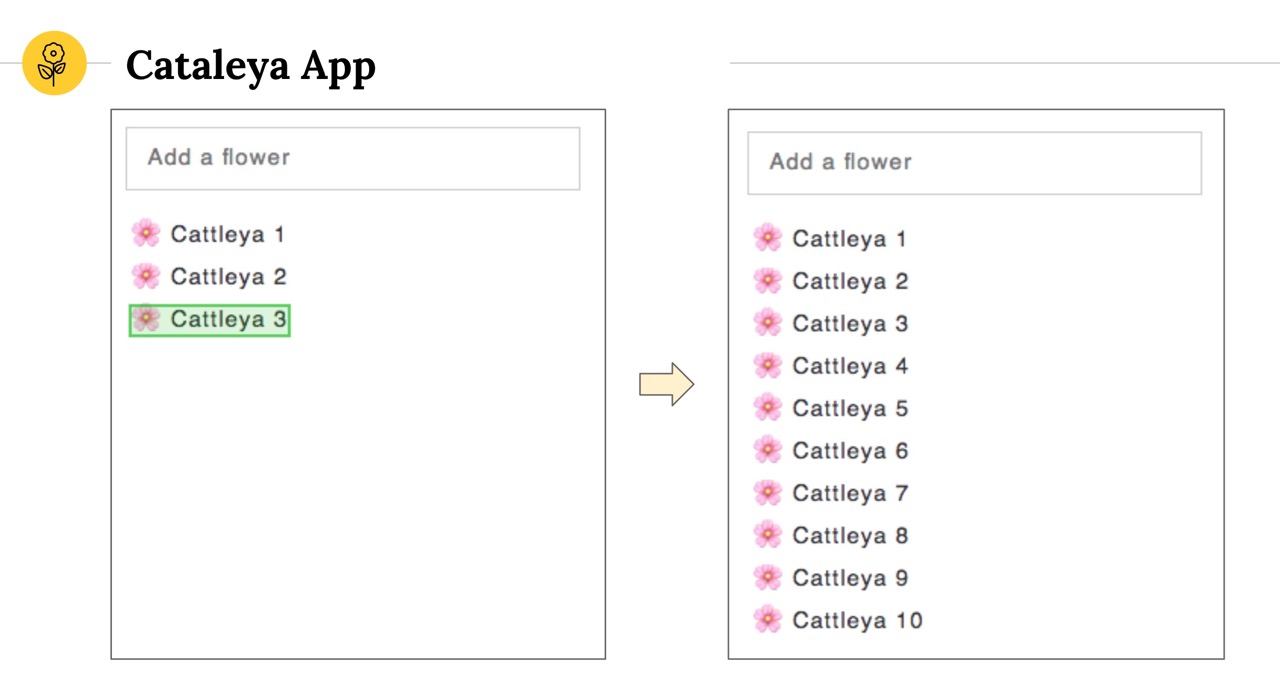 Cataleya App
Add a flower
Cattleya 1
Cattleya 2
Cattleya 3
Add a flower
Cattleya 1
Cattleya 2
Cattleya 3
Cattleya 4
Cattleya 5
Cattleya 6
Cattleya 7
Cattleya 8
Cattleya 9
Cattleya 10